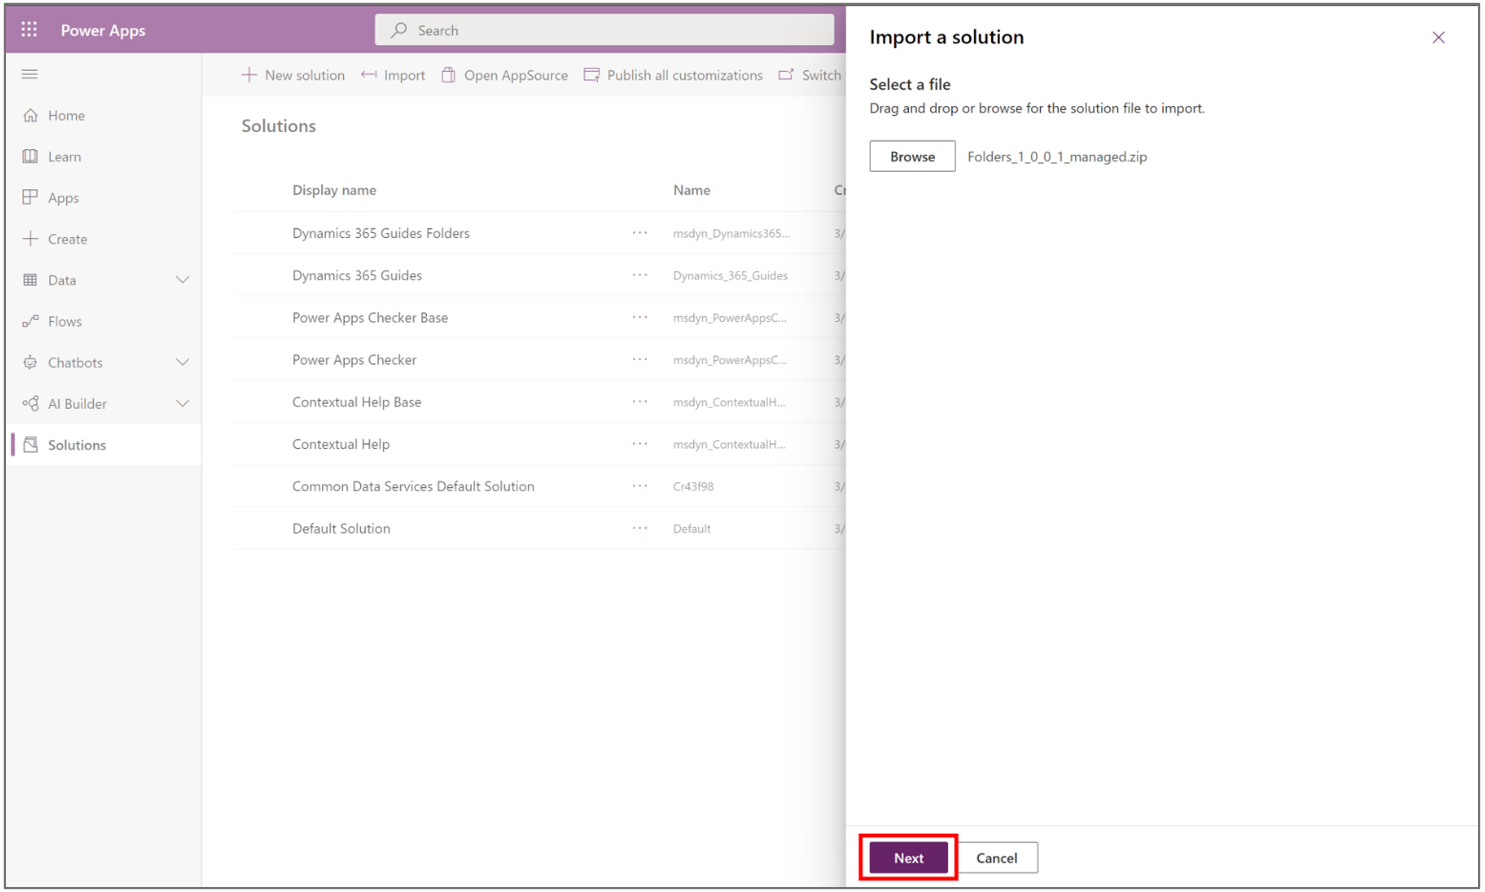 Power Apps
Search
New solution
Import
Open AppSource
Publish all customizations
Switch
Home
Learn
Apps
Create
Data
Flows
Chatbots
AI Builder
Solutions
Solutions
Display name Name
Dynamics 365 Guides Folders ... msdyn_Dynamics365... 3/
Dynamics 365 Guides ... Dynamics_365_Guides 3/
Power Apps Checker Base ... msdyn_PowerAppsC... 3/
Power Apps Checker ... msdyn_PowerAppsC... 3/
Contextual Help Base ... msdyn_ContextualH... 3/
Contextual Help ... msdyn_ContextualH... 3/
Common Data Services Default Solution ... Cr43f98 3/
Default Solution ... Default 3/
Import a solution
Select a file
Drag and drop or browse for the solution file to import.
Browse Folders_1_0_0_1_managed.zip
Next Cancel